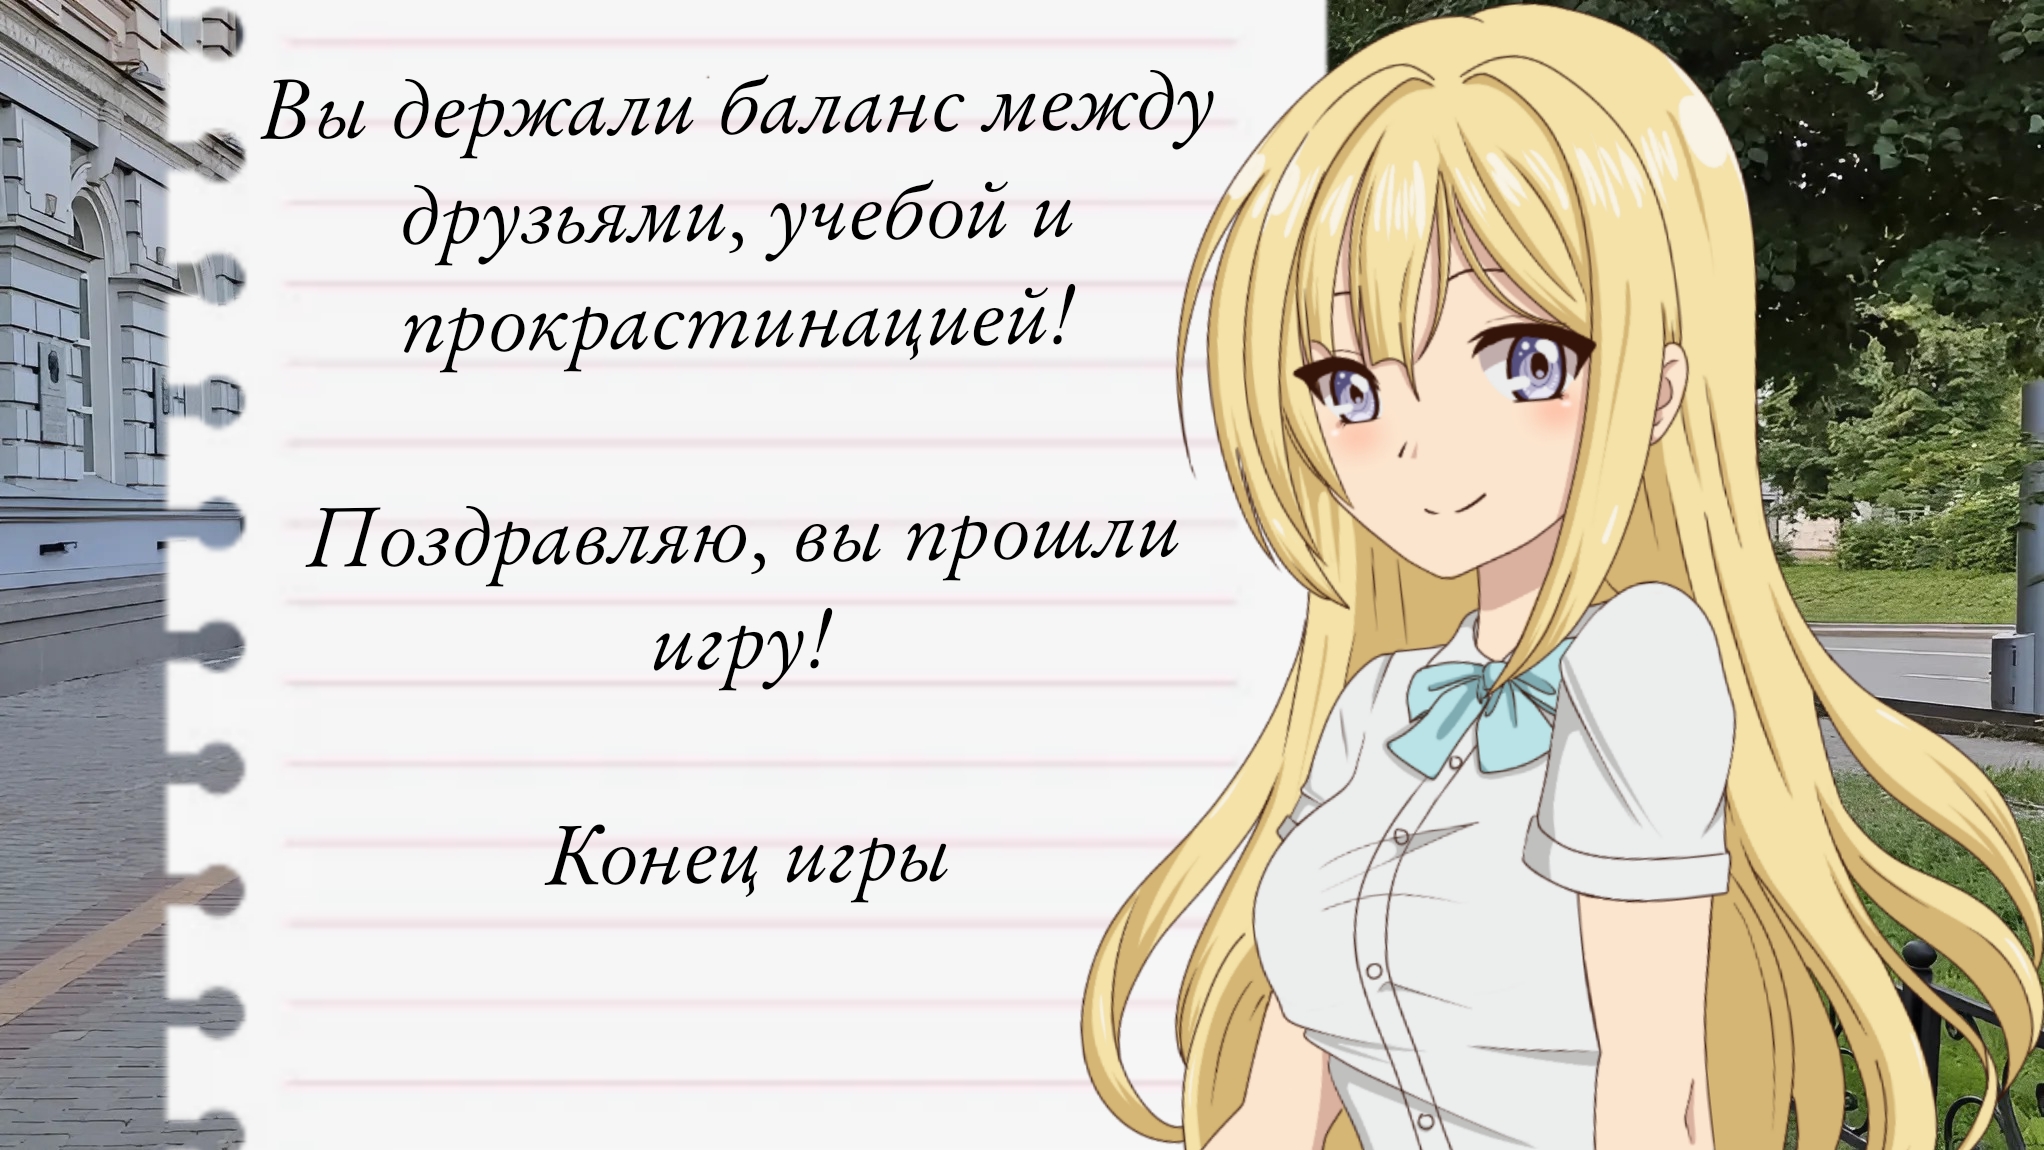 Вы держали баланс между
друзьями, учебой и
прокрастинацией!
Поздравляю, вы прошли
игру!
Конец игры